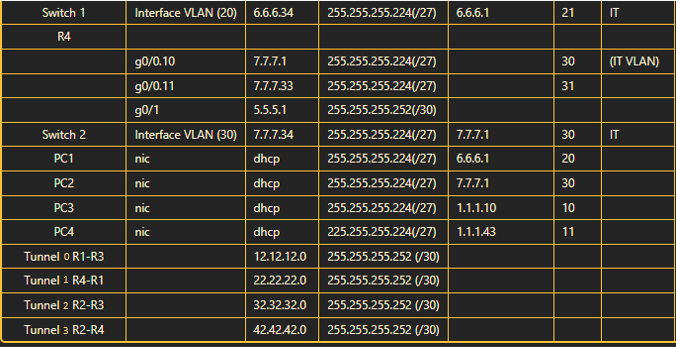 Switch 1 Interface VLAN (20) 6.6.6.34 255.255.255.224(/27) 6.6.6.1 21 IT
R4
g0/0.10 7.7.7.1 255.255.255.224(/27) 30 (IT VLAN)
g0/0.11 7.7.7.33 255.255.255.224(/27) 31
g0/1 5.5.5.1 255.255.255.252(/30)
Switch 2 Interface VLAN (30) 7.7.7.34 255.255.255.224(/27) 7.7.7.1 30 IT
PC1 nic dhcp 255.255.255.224(/27) 6.6.6.1 20
PC2 nic dhcp 255.255.255.224(/27) 7.7.7.1 30
PC3 nic dhcp 255.255.255.224(/27) 1.1.1.10 10
PC4 nic dhcp 225.255.255.224(/27) 1.1.1.43 11
Tunnel 0 R1-R3 12.12.12.0 255.255.255.252 (/30)
Tunnel 1 R4-R1 22.22.22.0 255.255.255.252 (/30)
Tunnel 2 R2-R3 32.32.32.0 255.255.255.252 (/30)
Tunnel 3 R2-R4 42.42.42.0 255.255.255.252 (/30)